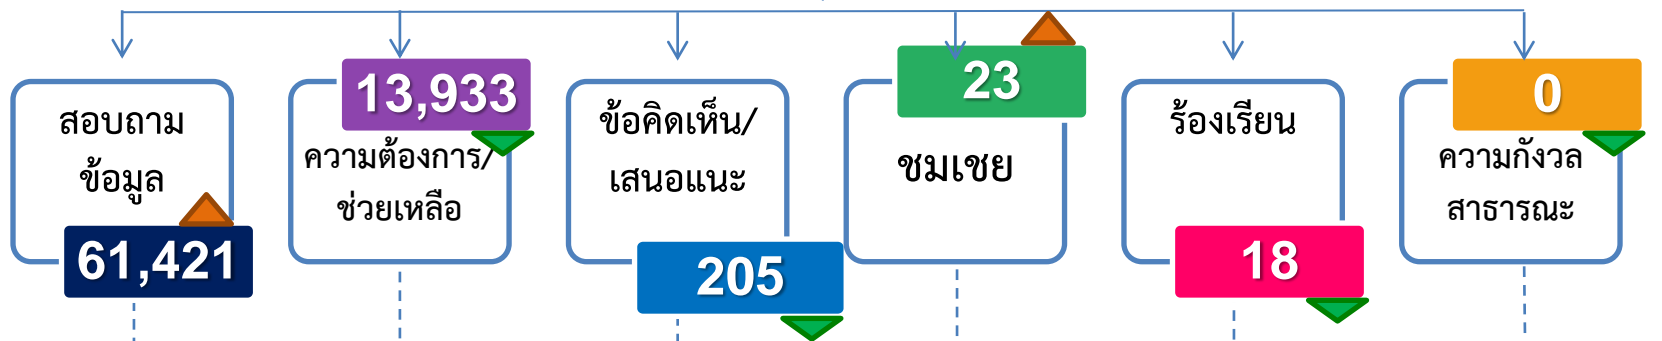 สอบถาม
ข้อมูล
61,421
13,933
ความต้องการ/
ช่วยเหลือ
ข้อคิดเห็น/
เสนอแนะ
205
23
ชมเชย
ร้องเรียน
18
0
ความกังวล
สาธารณะ